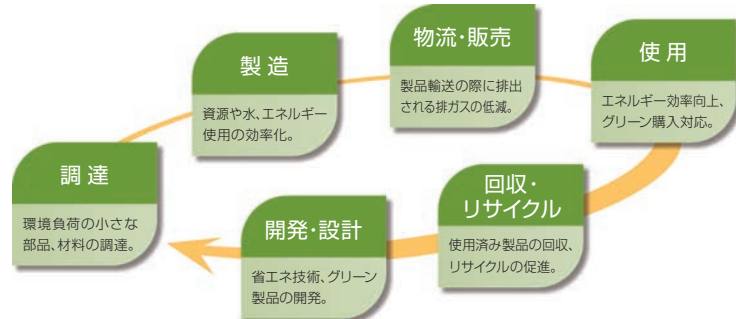 調 達
環境負荷の小さな
部品、材料の調達。
製 造
資源や水、エネルギー
使用の効率化。
物流・販売
製品輸送の際に排出
される排ガスの低減。
使 用
エネルギー効率向上、
グリーン購入対応。
回収・
リサイクル
使用済み製品の回収、
リサイクルの促進。
開発・設計
省エネ技術、グリーン
製品の開発。